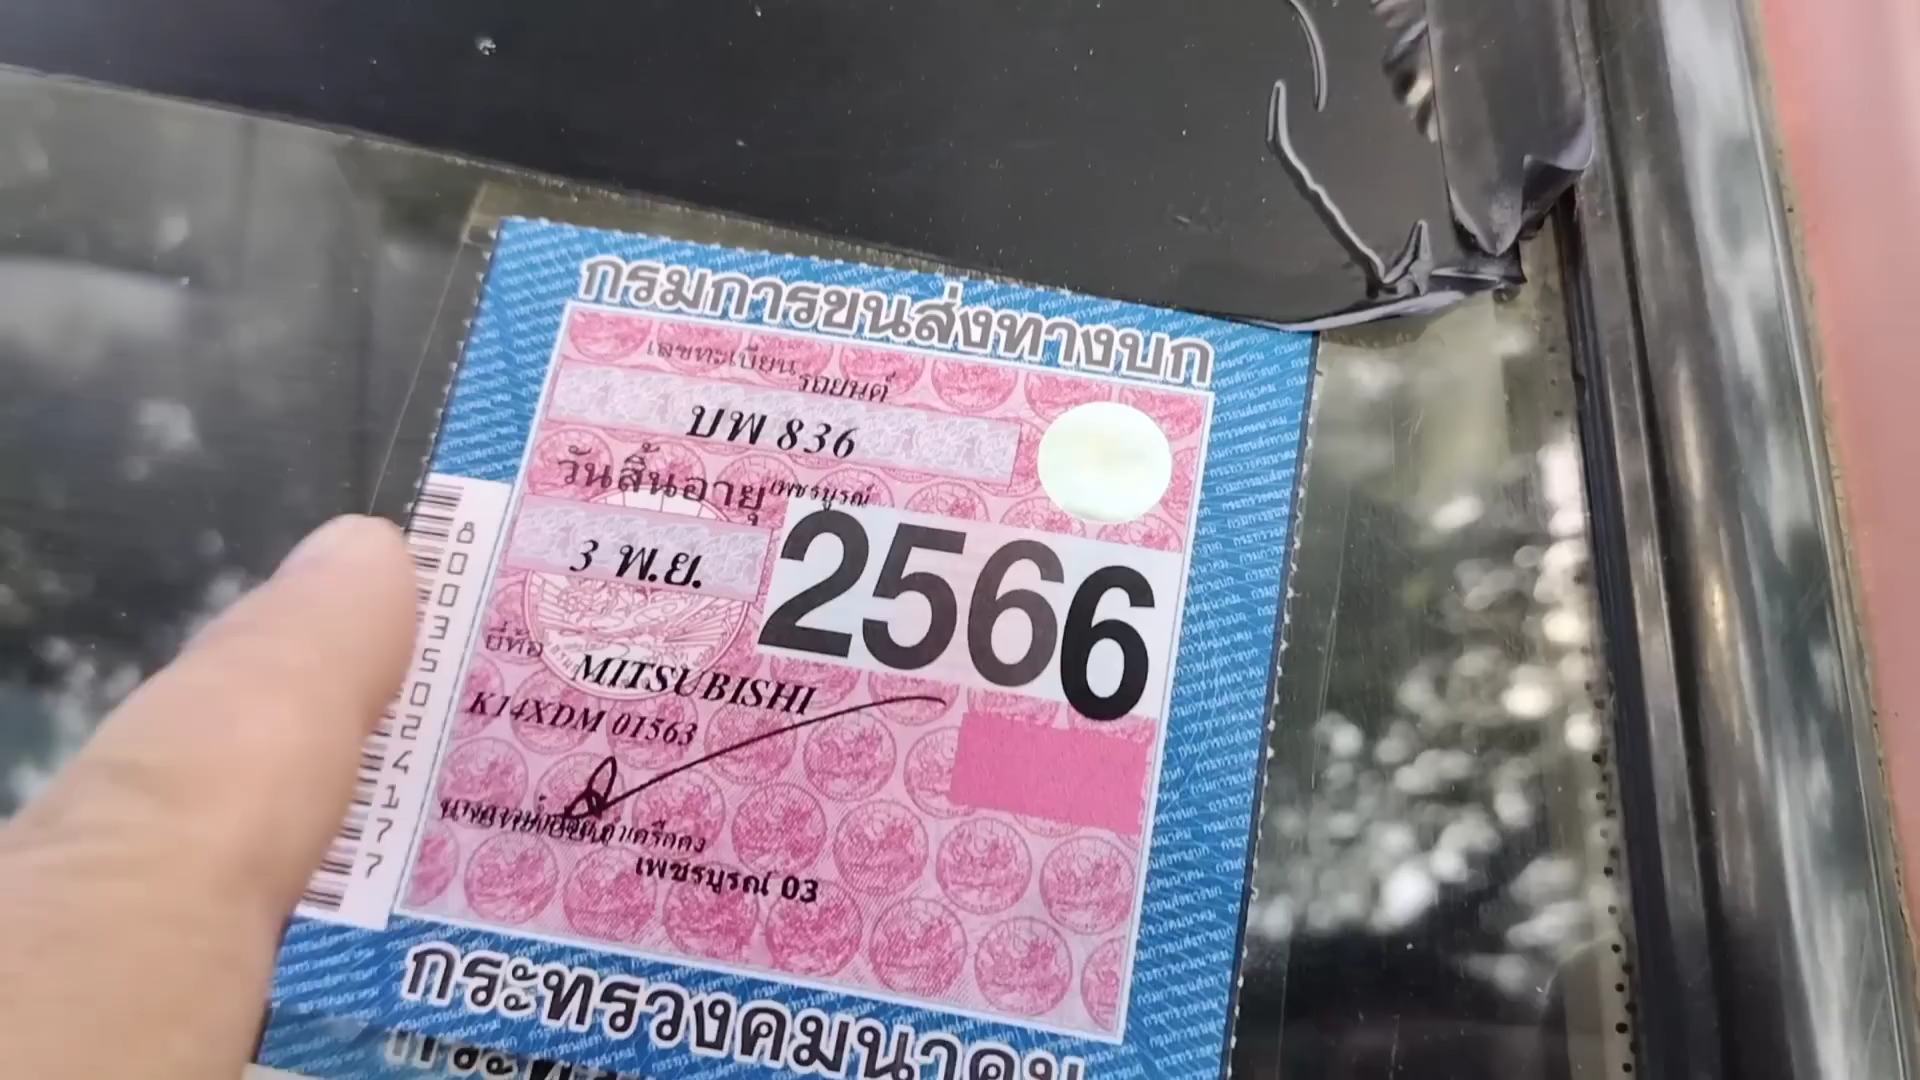 กรมการขนส่งทางบก
เลขทะเบียนรถยนต์
บพ 836
วันสิ้นอายุ เพชรบูรณ์
3 พ.ย. 2566
ยี่ห้อ MITSUBISHI
K14XDM 01563
เพชรบูรณ์ 03
8003502417​7
กระทรวงคมนาคม